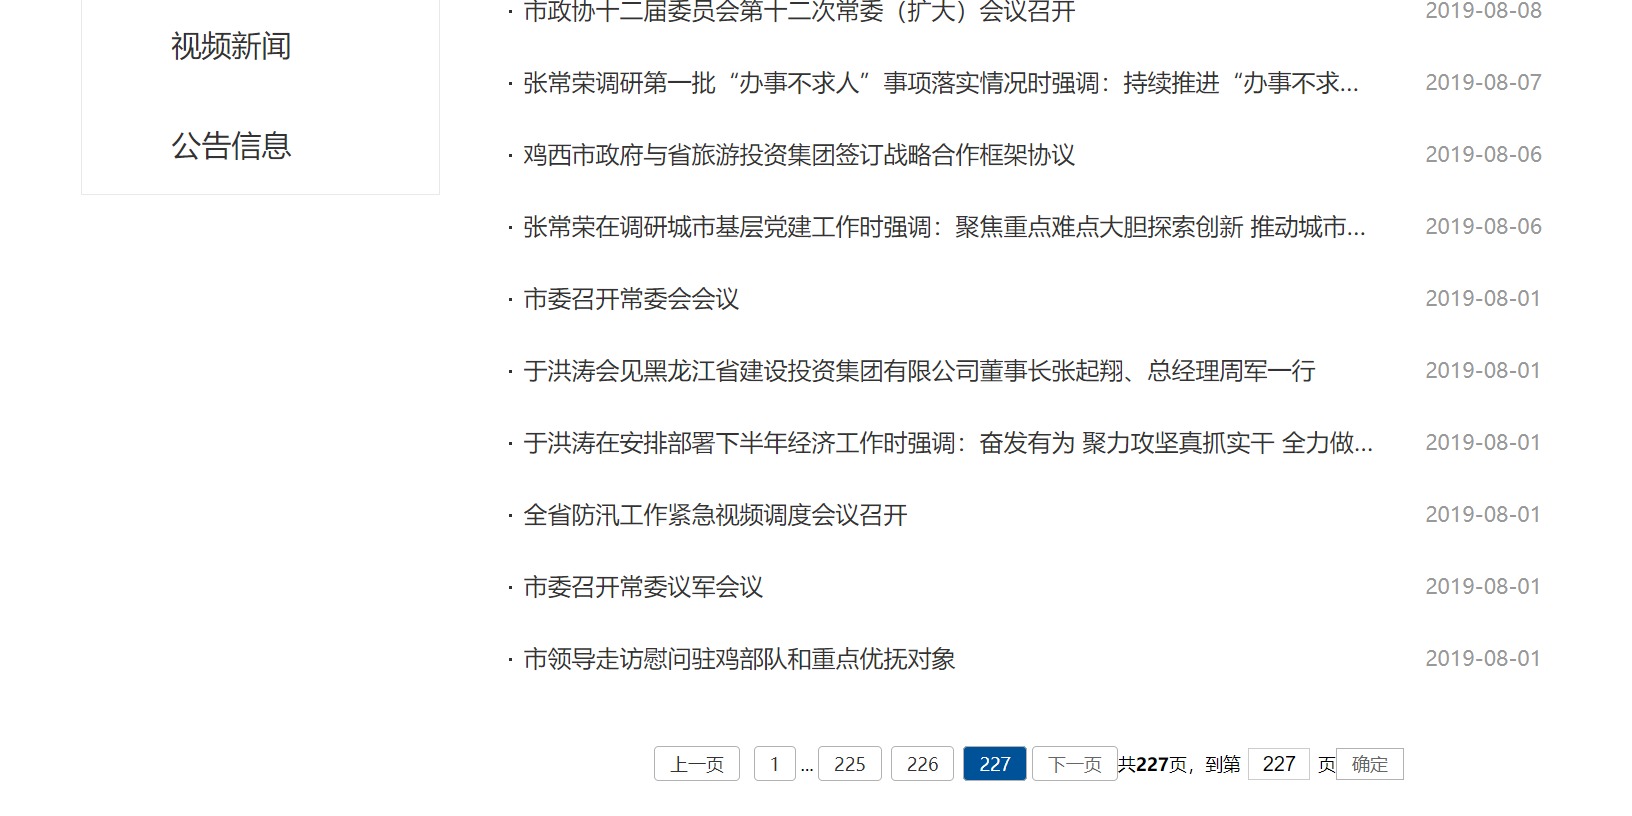 视频新闻
公告信息
· 市政协十二届委员会第十二次常委（扩大）会议召开 2019-08-08
· 张常荣调研第一批“办事不求人”事项落实情况时强调：持续推进“办事不求... 2019-08-07
· 鸡西市政府与省旅游投资集团签订战略合作框架协议 2019-08-06
· 张常荣在调研城市基层党建工作时强调：聚焦重点难点大胆探索创新 推动城市... 2019-08-06
· 市委召开常委会会议 2019-08-01
· 于洪涛会见黑龙江省建设投资集团有限公司董事长张起翔、总经理周军一行 2019-08-01
· 于洪涛在安排部署下半年经济工作时强调：奋发有为 聚力攻坚真抓实干 全力做... 2019-08-01
· 全省防汛工作紧急视频调度会议召开 2019-08-01
· 市委召开常委议军会议 2019-08-01
· 市领导走访慰问驻鸡部队和重点优抚对象 2019-08-01
上一页 1 ... 225 226 227 下一页 共227页，到第 227 页 确定